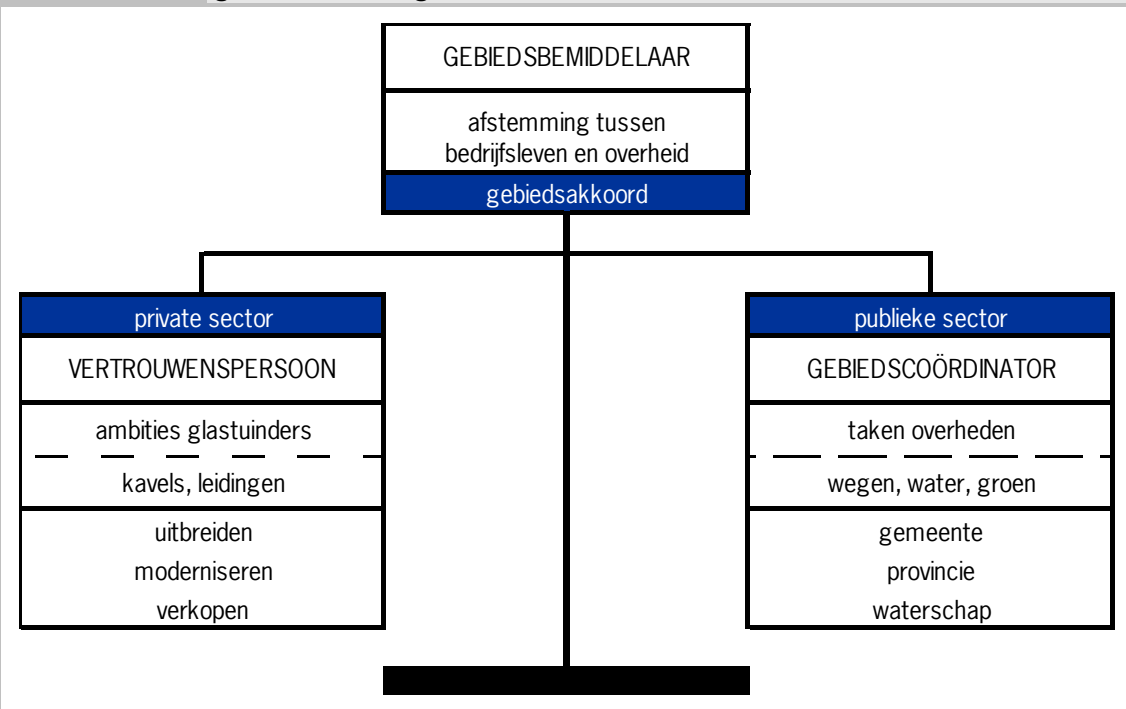 GEBIEDSBEMIDDELAAR
afstemming tussen
bedrijfsleven en overheid
gebiedsakkoord
private sector
VERTROUWENSPERSOON
ambities glastuinders
kavels, leidingen
uitbreiden
moderniseren
verkopen
publieke sector
GEBIEDSCOÖRDINATOR
taken overheden
wegen, water, groen
gemeente
provincie
waterschap